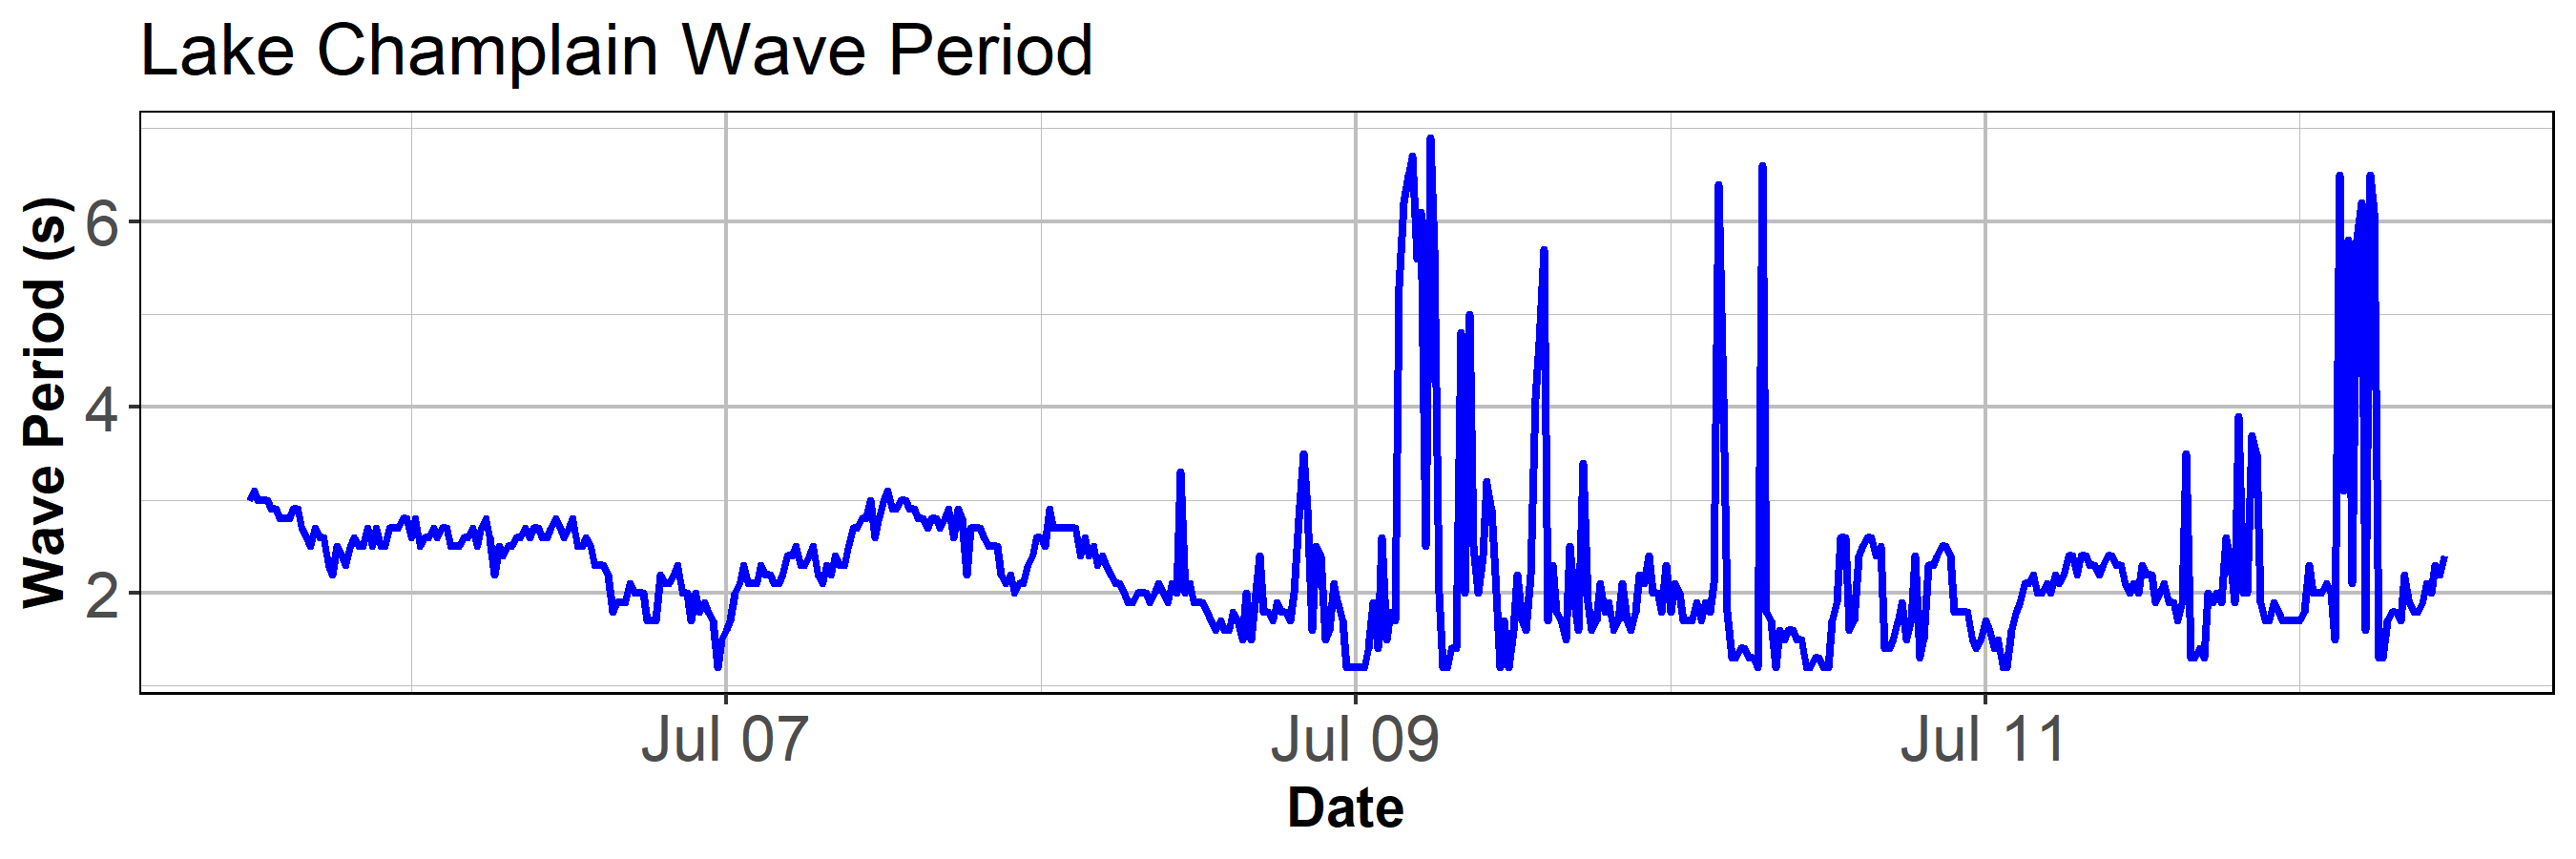 Lake Champlain Wave Period
Wave Period (s)
6
4
2
Jul 07 Jul 09 Jul 11
Date